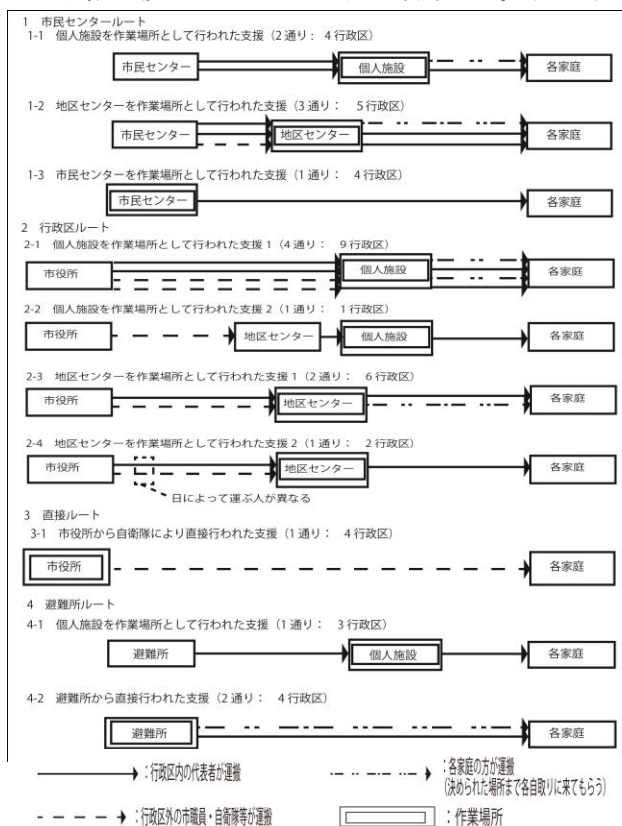 1 市民センタールート
1-1 個人施設を作業場所として行われた支援（2通り： 4行政区）
市民センター 個人施設 各家庭
1-2 地区センターを作業場所として行われた支援（3通り： 5行政区）
市民センター 地区センター 各家庭
1-3 市民センターを作業場所として行われた支援（1通り： 4行政区）
市民センター 各家庭
2 行政区ルート
2-1 個人施設を作業場所として行われた支援1（4通り： 9行政区）
市役所 個人施設 各家庭
2-2 個人施設を作業場所として行われた支援2（1通り： 1行政区）
市役所 地区センター 個人施設 各家庭
2-3 地区センターを作業場所として行われた支援1（2通り： 6行政区）
市役所 地区センター 各家庭
2-4 地区センターを作業場所として行われた支援2（1通り： 2行政区）
市役所 地区センター 各家庭
日によって運ぶ人が異なる
3 直接ルート
3-1 市役所から自衛隊により直接行われた支援（1通り： 4行政区）
市役所 各家庭
4 避難所ルート
4-1 個人施設を作業場所として行われた支援（1通り： 3行政区）
避難所 個人施設 各家庭
4-2 避難所から直接行われた支援（2通り： 4行政区）
避難所 各家庭
：行政区内の代表者が運搬 ：各家庭の方が運搬
（決められた場所まで各自取りに来てもらう）
：行政区外の市職員・自衛隊等が運搬 ：作業場所